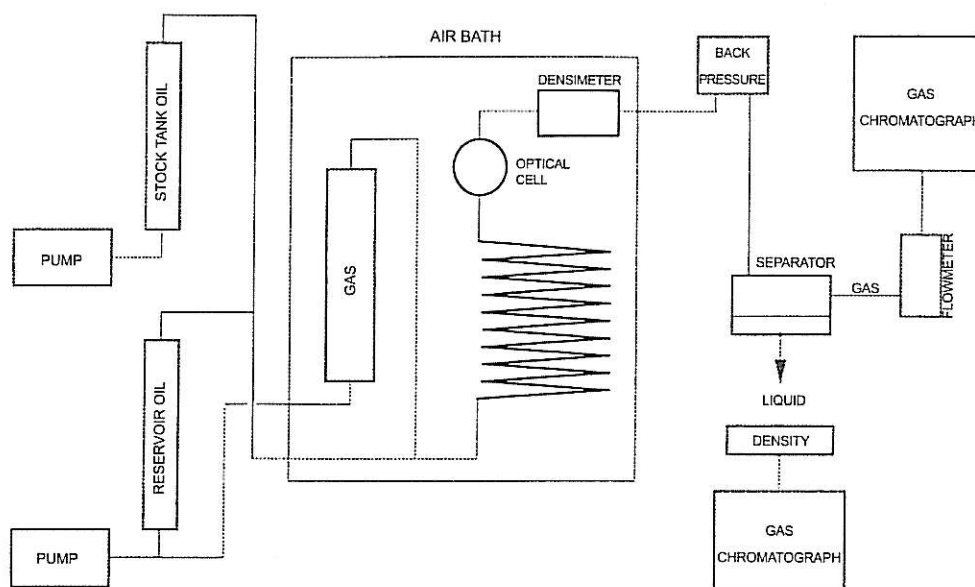 AIR BATH
BACK
PRESSURE
GAS
CHROMATOGRAPH
DENSIMETER
STOCK TANK OIL
OPTICAL
CELL
PUMP
GAS
SEPARATOR
GAS
FLOWMETER
RESERVOIR OIL
LIQUID
DENSITY
PUMP
GAS
CHROMATOGRAPH